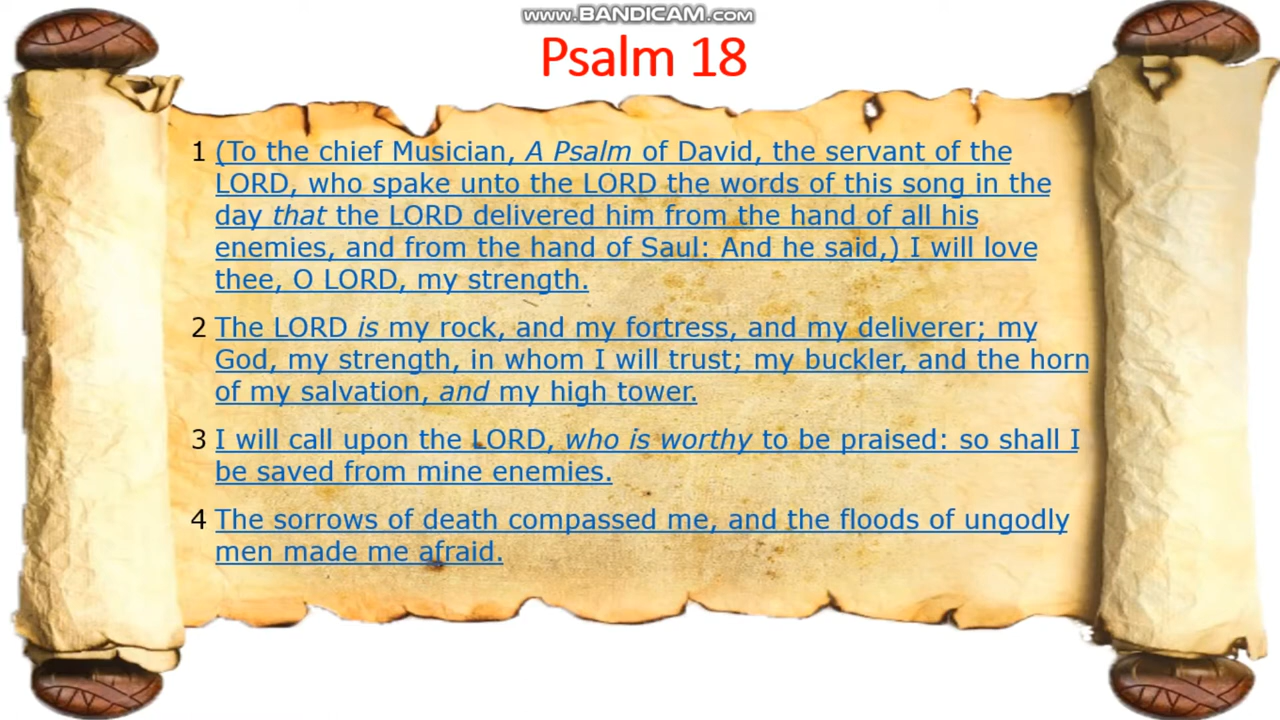 www.BANDICAM.com
Psalm 18
1 (To the chief Musician, A Psalm of David, the servant of the
LORD, who spake unto the LORD the words of this song in the
day that the LORD delivered him from the hand of all his
enemies, and from the hand of Saul: And he said,) I will love
thee, O LORD, my strength.
2 The LORD is my rock, and my fortress, and my deliverer; my
God, my strength, in whom I will trust; my buckler, and the horn
of my salvation, and my high tower.
3 I will call upon the LORD, who is worthy to be praised: so shall I
be saved from mine enemies.
4 The sorrows of death compassed me, and the floods of ungodly
men made me afraid.